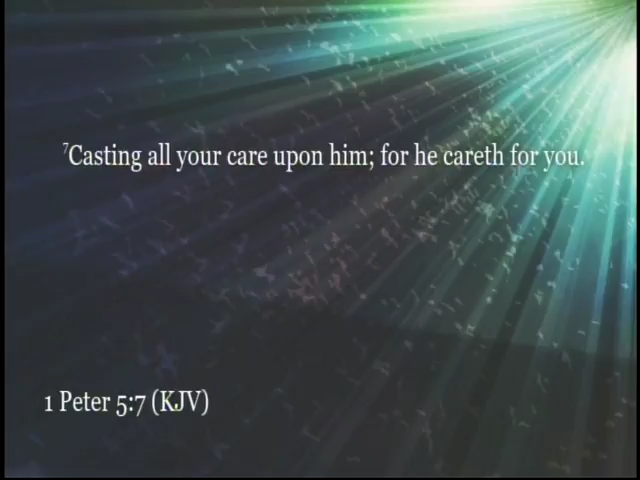 7Casting all your care upon him; for he careth for you.
1 Peter 5:7 (KJV)